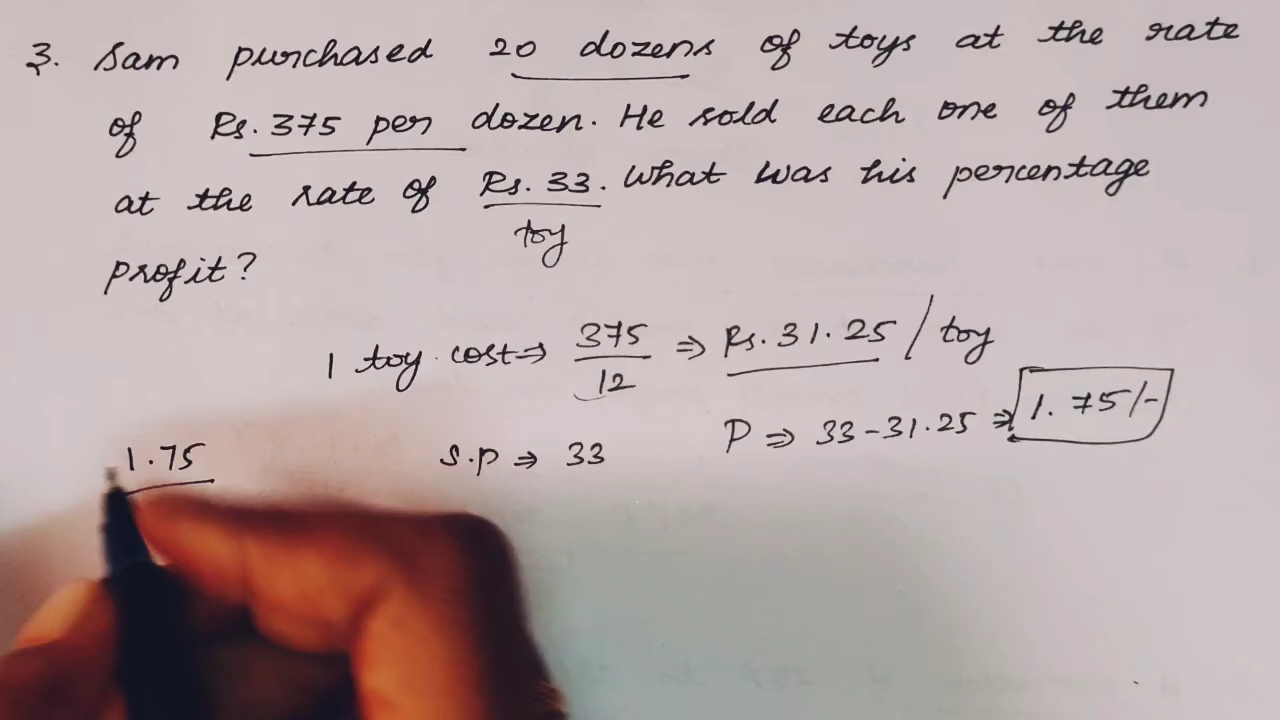 3. Sam purchased 20 dozens of toys at the rate
of Rs. 375 per dozen. He sold each one of them
at the rate of Rs. 33. What was his percentage
toy
profit?
1 toy cost ⇒ 375/12 ⇒ Rs. 31.25 / toy
P ⇒ 33-31.25 ⇒ 1.75/-
1.75
S.P ⇒ 33